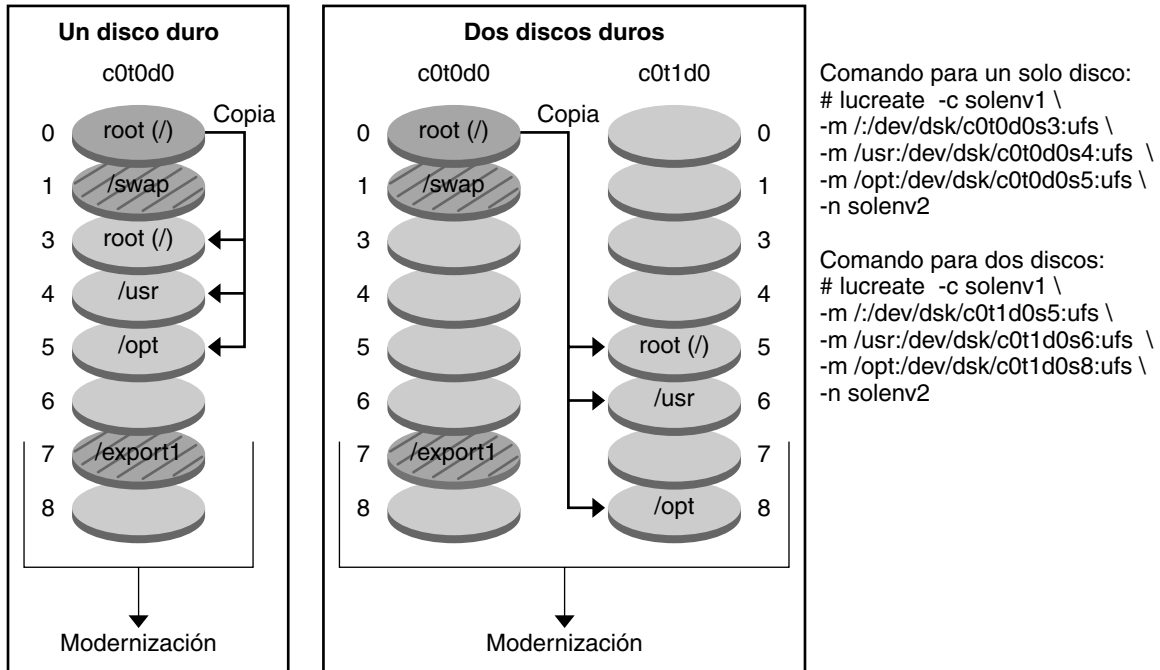 Un disco duro
c0t0d0
Copia
0 root (/)
1 /swap
3 root (/)
4 /usr
5 /opt
6
7 /export1
8
Modernización
Dos discos duros
c0t0d0 c0t1d0
Copia
0 root (/) 0
1 /swap 1
3 3
4 4
5 root (/) 5
6 /usr 6
7 /export1 7
8 /opt 8
Modernización
Comando para un solo disco:
# lucreate -c solenv1 \
-m /:/dev/dsk/c0t0d0s3:ufs \
-m /usr:/dev/dsk/c0t0d0s4:ufs \
-m /opt:/dev/dsk/c0t0d0s5:ufs \
-n solenv2
Comando para dos discos:
# lucreate -c solenv1 \
-m /:/dev/dsk/c0t1d0s5:ufs \
-m /usr:/dev/dsk/c0t1d0s6:ufs \
-m /opt:/dev/dsk/c0t1d0s8:ufs \
-n solenv2